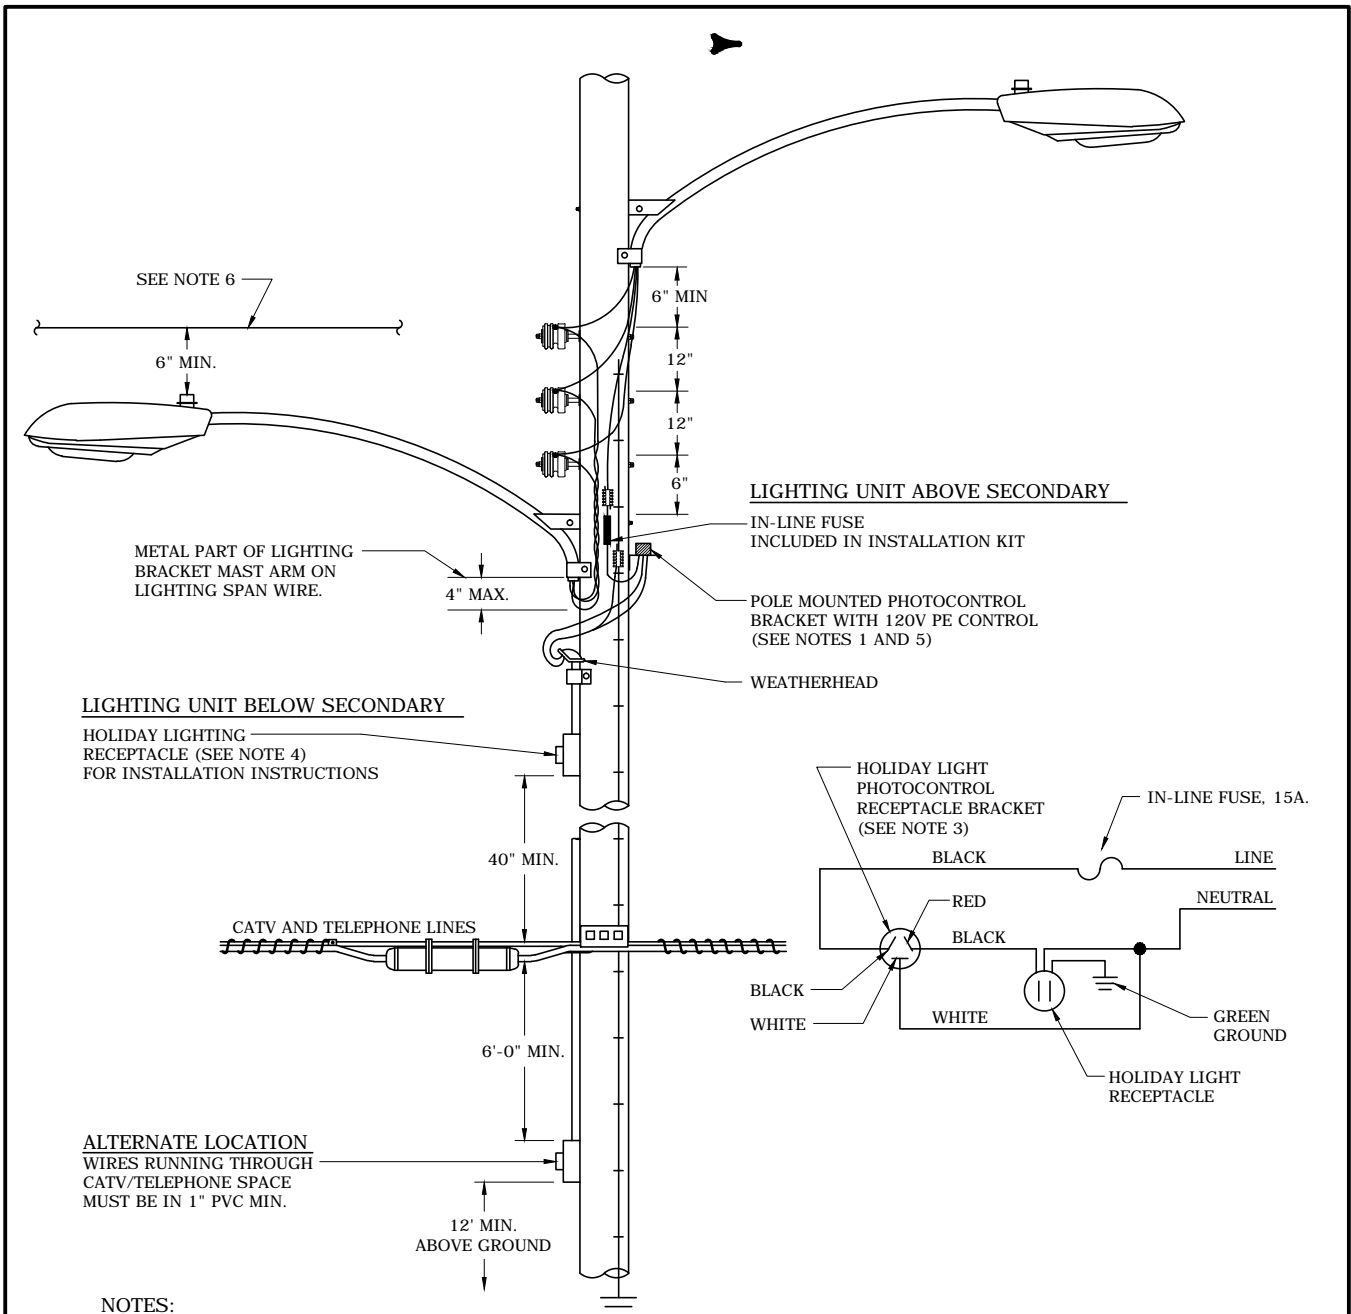 SEE NOTE 6
6" MIN.
6" MIN
12"
12"
6"
LIGHTING UNIT ABOVE SECONDARY
IN-LINE FUSE
INCLUDED IN INSTALLATION KIT
METAL PART OF LIGHTING
BRACKET MAST ARM ON
LIGHTING SPAN WIRE.
4" MAX.
POLE MOUNTED PHOTOCONTROL
BRACKET WITH 120V PE CONTROL
(SEE NOTES 1 AND 5)
WEATHERHEAD
LIGHTING UNIT BELOW SECONDARY
HOLIDAY LIGHTING
RECEPTACLE (SEE NOTE 4)
FOR INSTALLATION INSTRUCTIONS
40" MIN.
CATV AND TELEPHONE LINES
6'-0" MIN.
ALTERNATE LOCATION
WIRES RUNNING THROUGH
CATV/TELEPHONE SPACE
MUST BE IN 1" PVC MIN.
12' MIN.
ABOVE GROUND
HOLIDAY LIGHT
PHOTOCONTROL
RECEPTACLE BRACKET
(SEE NOTE 3)
IN-LINE FUSE, 15A.
BLACK
LINE
NEUTRAL
RED
BLACK
BLACK
WHITE
WHITE
GREEN
GROUND
HOLIDAY LIGHT
RECEPTACLE
NOTES: